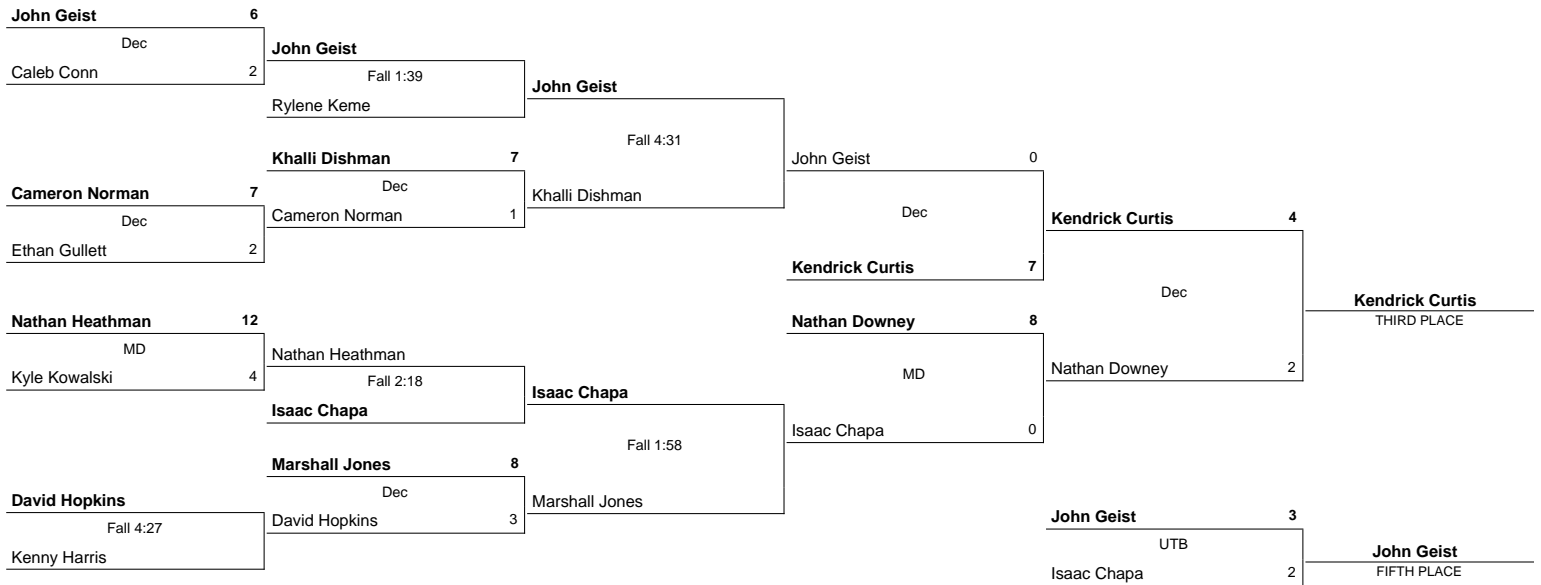 John Geist 6
Dec
Caleb Conn 2
Cameron Norman 7
Dec
Ethan Gullett 2
Nathan Heathman 12
MD
Kyle Kowalski 4
David Hopkins
Fall 4:27
Kenny Harris
John Geist
Fall 1:39
Rylene Keme
Khalli Dishman 7
Dec
Cameron Norman 1
Nathan Heathman
Fall 2:18
Isaac Chapa
Marshall Jones 8
Dec
David Hopkins 3
John Geist
Fall 4:31
Khalli Dishman
Isaac Chapa
Fall 1:58
Marshall Jones
John Geist 0
Dec
Kendrick Curtis 7
Nathan Downey 8
MD
Isaac Chapa 0
Kendrick Curtis 4
Dec
Nathan Downey 2
Kendrick Curtis
THIRD PLACE
John Geist 3
UTB
Isaac Chapa 2
John Geist
FIFTH PLACE